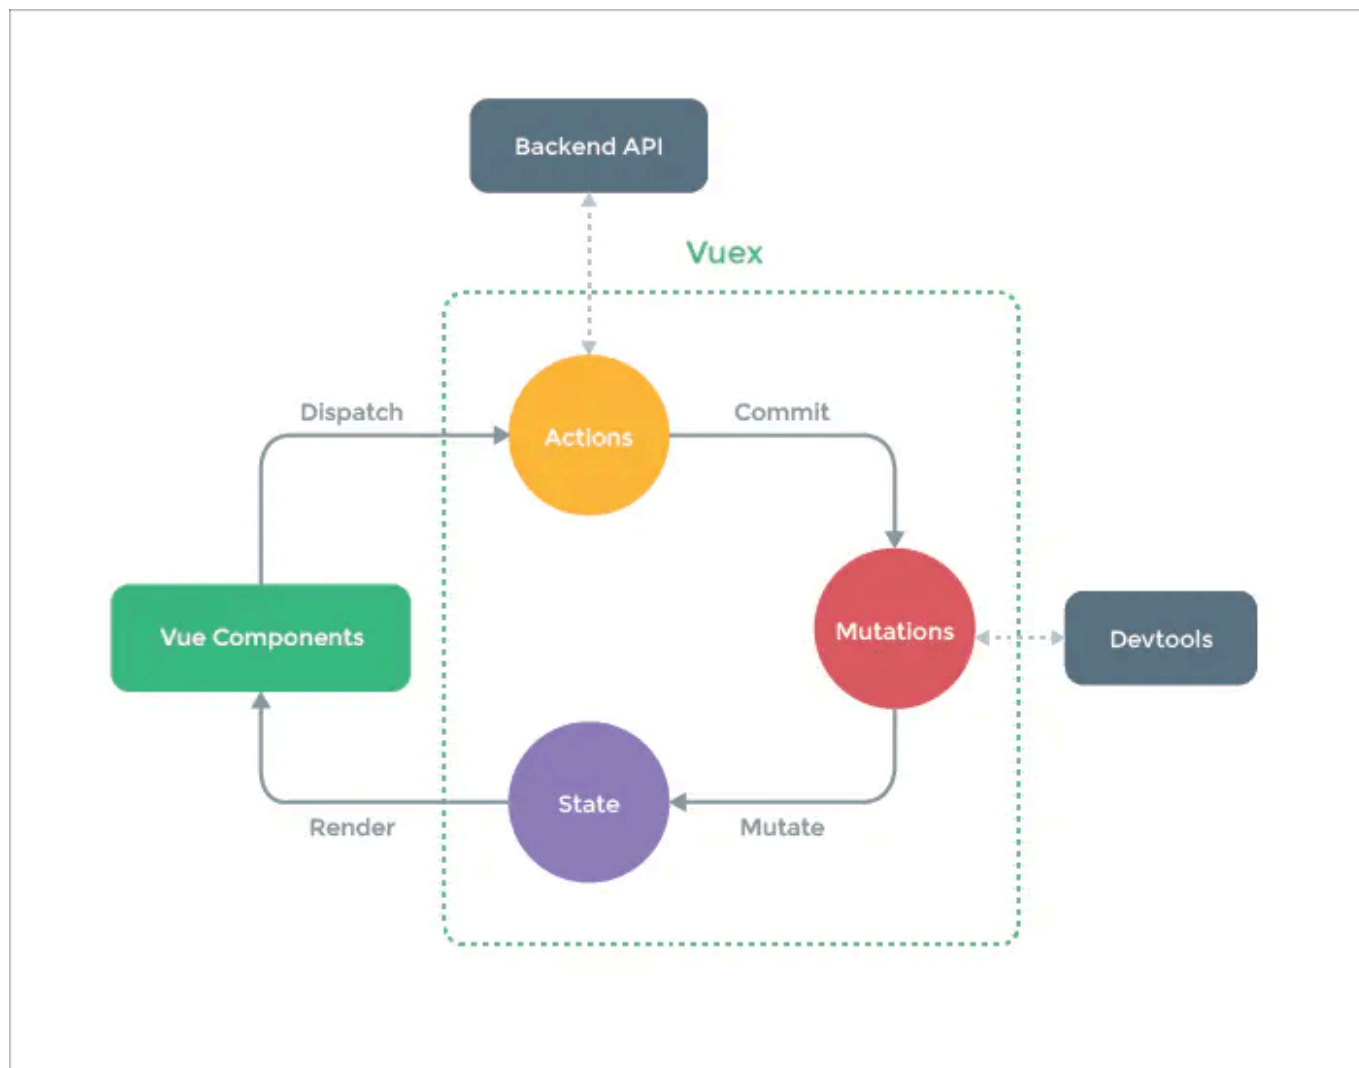 Backend API
Vuex
Dispatch
Commit
Actions
Vue Components
Mutations
Devtools
State
Render
Mutate